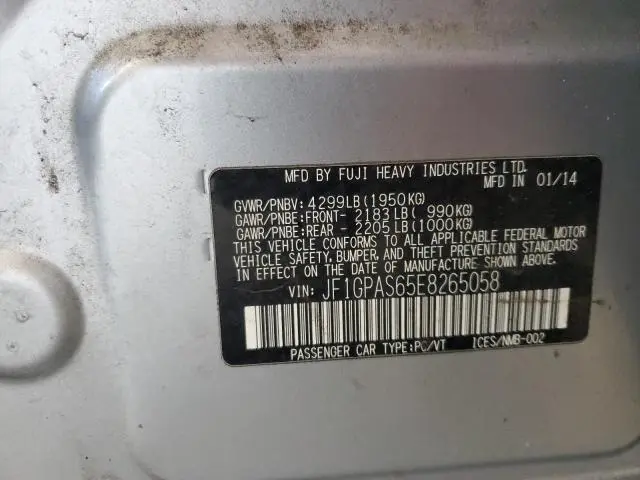 MFD BY FUJI HEAVY INDUSTRIES LTD.
MFD IN 01/14
GVWR/PNBV: 4299LB(1950KG)
GAWR/PNBE:FRONT- 2183LB( 990KG)
GAWR/PNBE:REAR - 2205LB(1000KG)
THIS VEHICLE CONFORMS TO ALL APPLICABLE FEDERAL MOTOR
VEHICLE SAFETY, BUMPER, AND THEFT PREVENTION STANDARDS
IN EFFECT ON THE DATE OF MANUFACTURE SHOWN ABOVE.
VIN: JF1GPAS65E8265058
PASSENGER CAR TYPE:PC/VT ICES/NMB-002